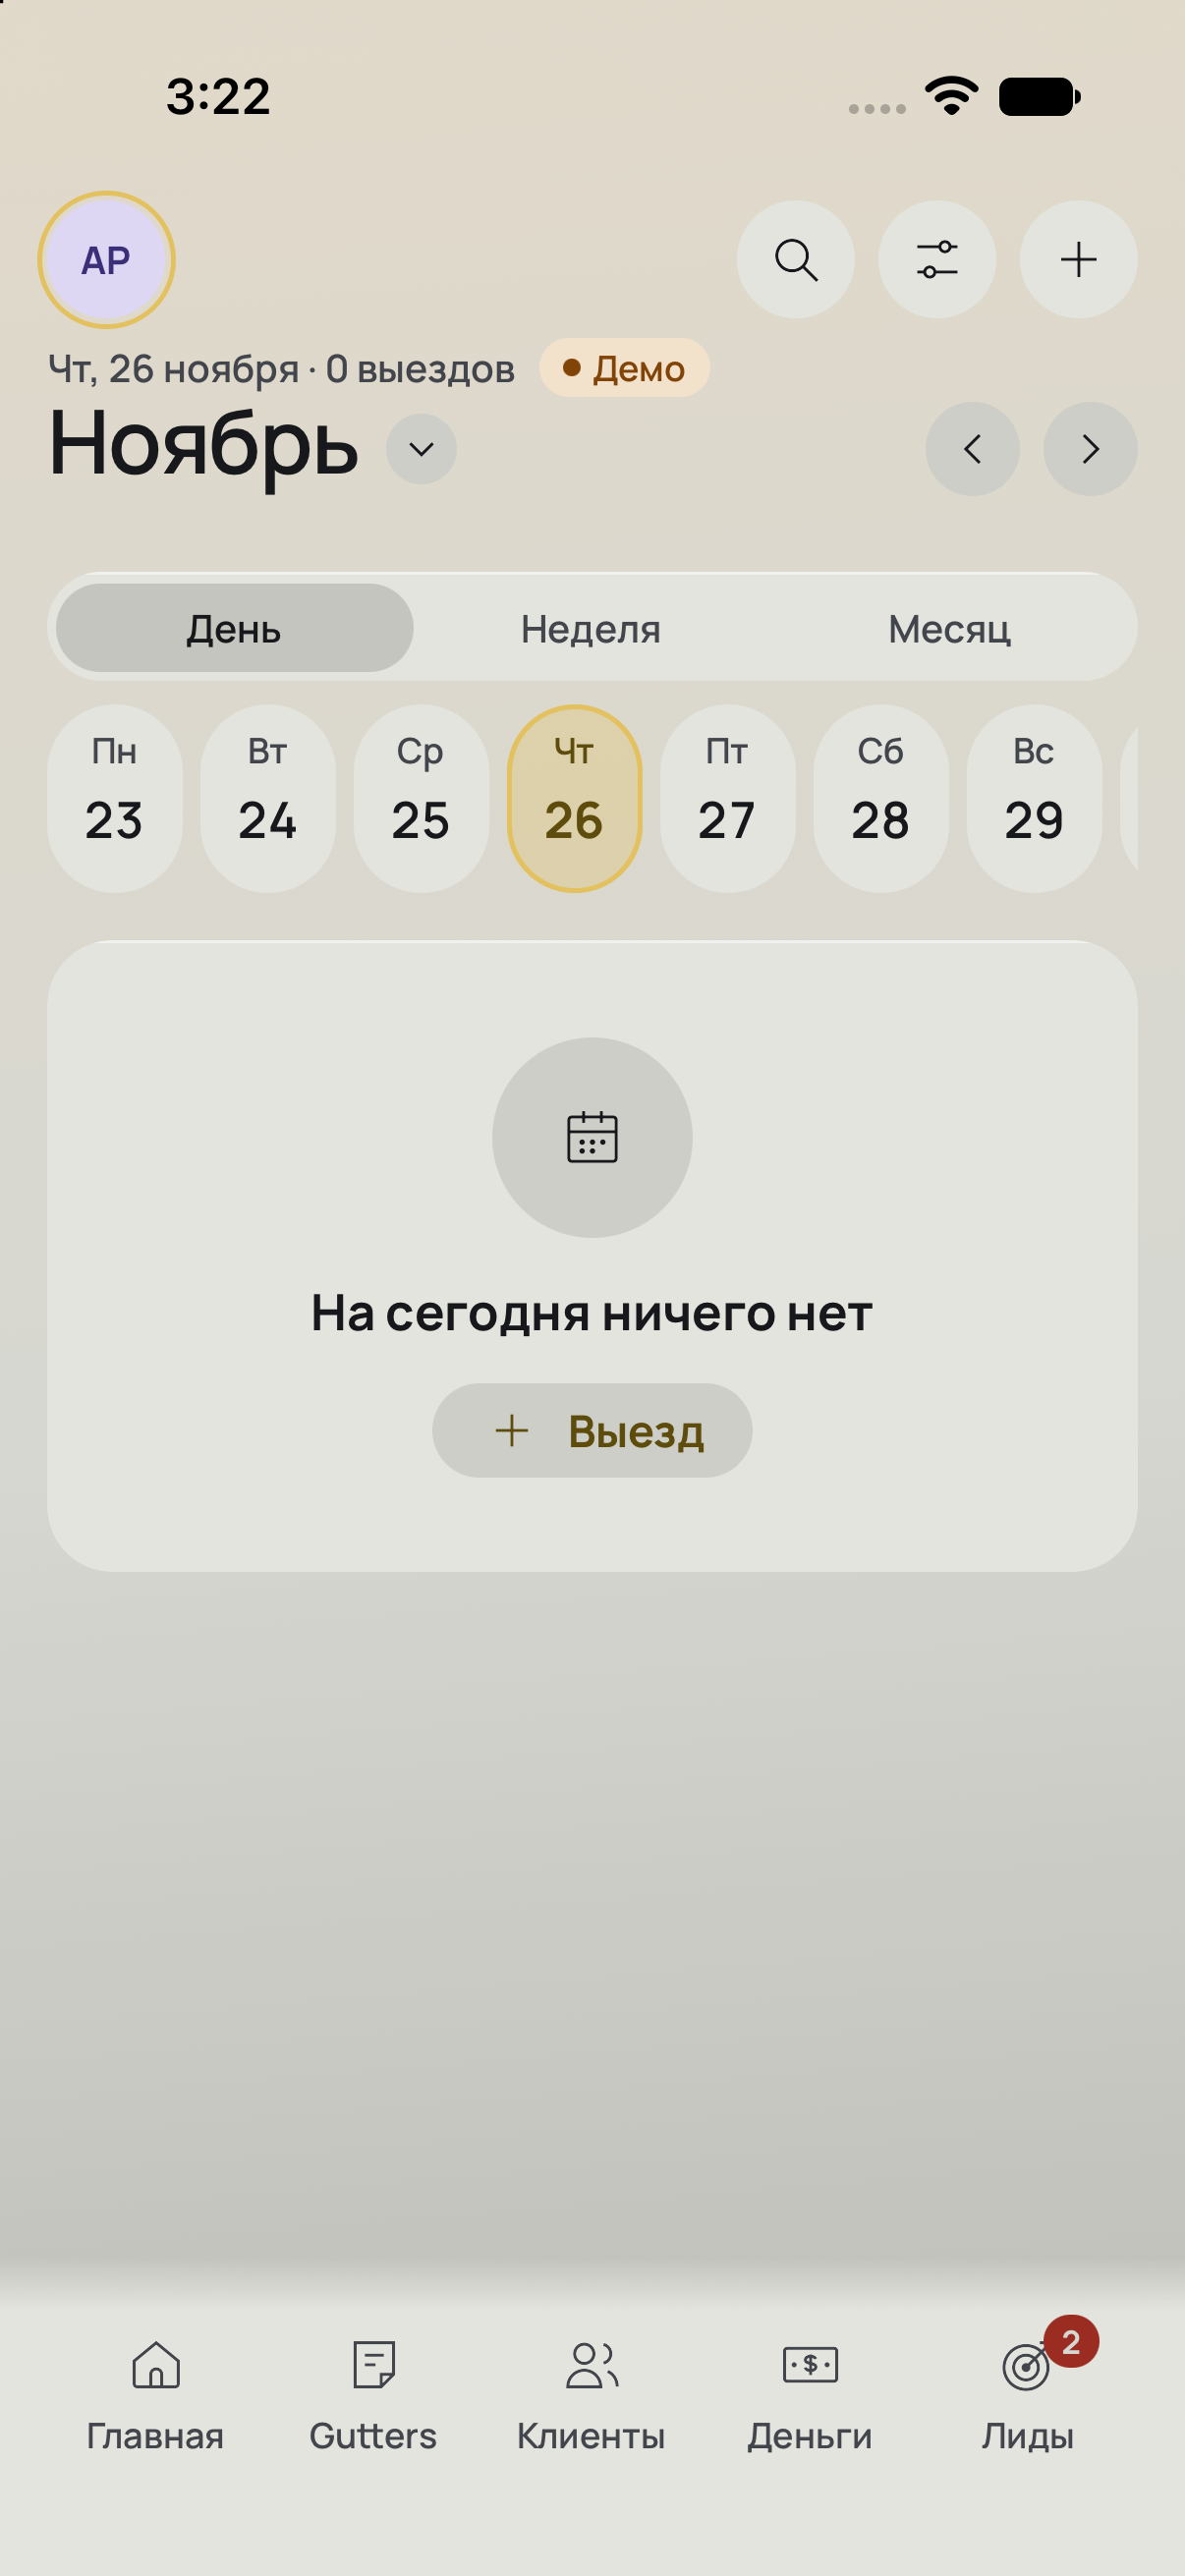 3:22
AP
Чт, 26 ноября · 0 выездов
Демо
Ноябрь
День Неделя Месяц
Пн Вт Ср Чт Пт Сб Вс
23 24 25 26 27 28 29
На сегодня ничего нет
+ Выезд
2
Главная Gutters Клиенты Деньги Лиды